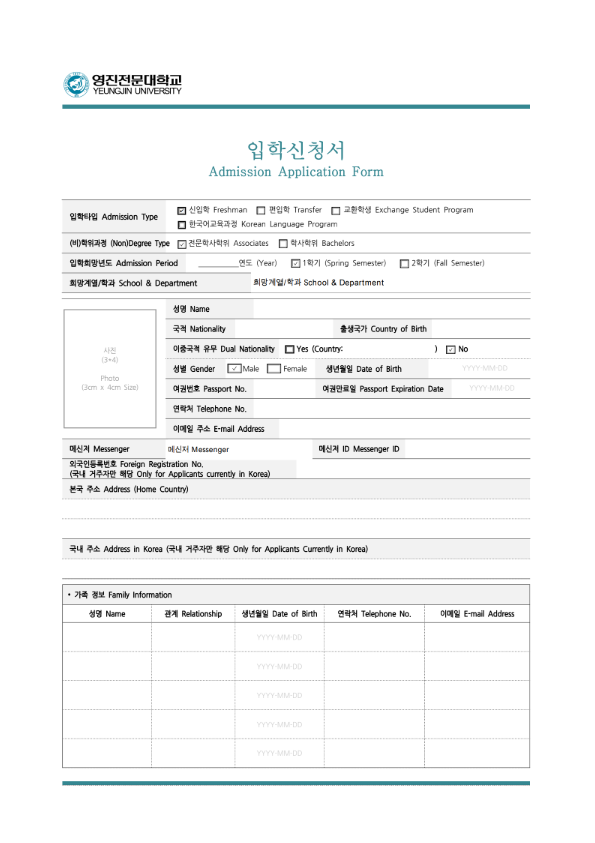 영진전문대학교
YEUNGJIN UNIVERSITY
입학신청서
Admission Application Form
입학타입 Admission Type
신입학 Freshman 편입학 Transfer 교환학생 Exchange Student Program
한국어교육과정 Korean Language Program
(비)학위과정 (Non)Degree Type 전문학사학위 Associates 학사학위 Bachelors
입학희망년도 Admission Period ________연도 (Year) 1학기 (Spring Semester) 2학기 (Fall Semester)
희망계열/학과 School & Department 희망계열/학과 School & Department
사진
(3×4)
Photo
(3cm x 4cm Size)
성명 Name
국적 Nationality 출생국가 Country of Birth
이중국적 유무 Dual Nationality Yes (Country: ) No
성별 Gender Male Female 생년월일 Date of Birth YYYY-MM-DD
여권번호 Passport No. 여권만료일 Passport Expiration Date YYYY-MM-DD
연락처 Telephone No.
이메일 주소 E-mail Address
메신저 Messenger 메신저 Messenger 메신저 ID Messenger ID
외국인등록번호 Foreign Registration No.
(국내 거주자만 해당 Only for Applicants currently in Korea)
본국 주소 Address (Home Country)
국내 주소 Address in Korea (국내 거주자만 해당 Only for Applicants Currently in Korea)
• 가족 정보 Family Information
성명 Name 관계 Relationship 생년월일 Date of Birth 연락처 Telephone No. 이메일 E-mail Address
YYYY-MM-DD
YYYY-MM-DD
YYYY-MM-DD
YYYY-MM-DD
YYYY-MM-DD